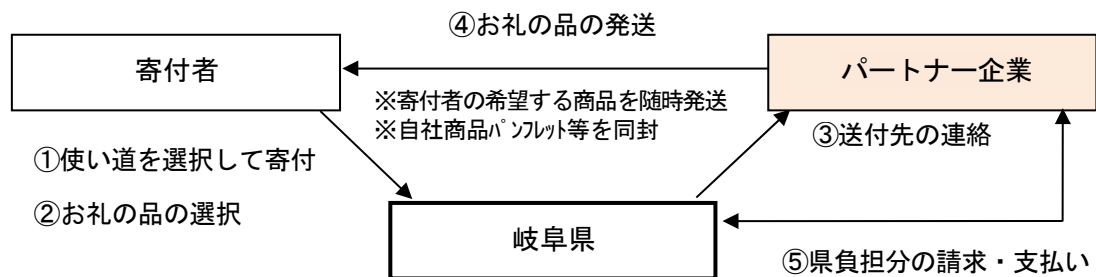 ④お礼の品の発送
寄付者
パートナー企業
※寄付者の希望する商品を随時発送
※自社商品ﾊﾟﾝﾌﾚｯﾄ等を同封
③送付先の連絡
①使い道を選択して寄付
②お礼の品の選択
岐阜県
⑤県負担分の請求・支払い